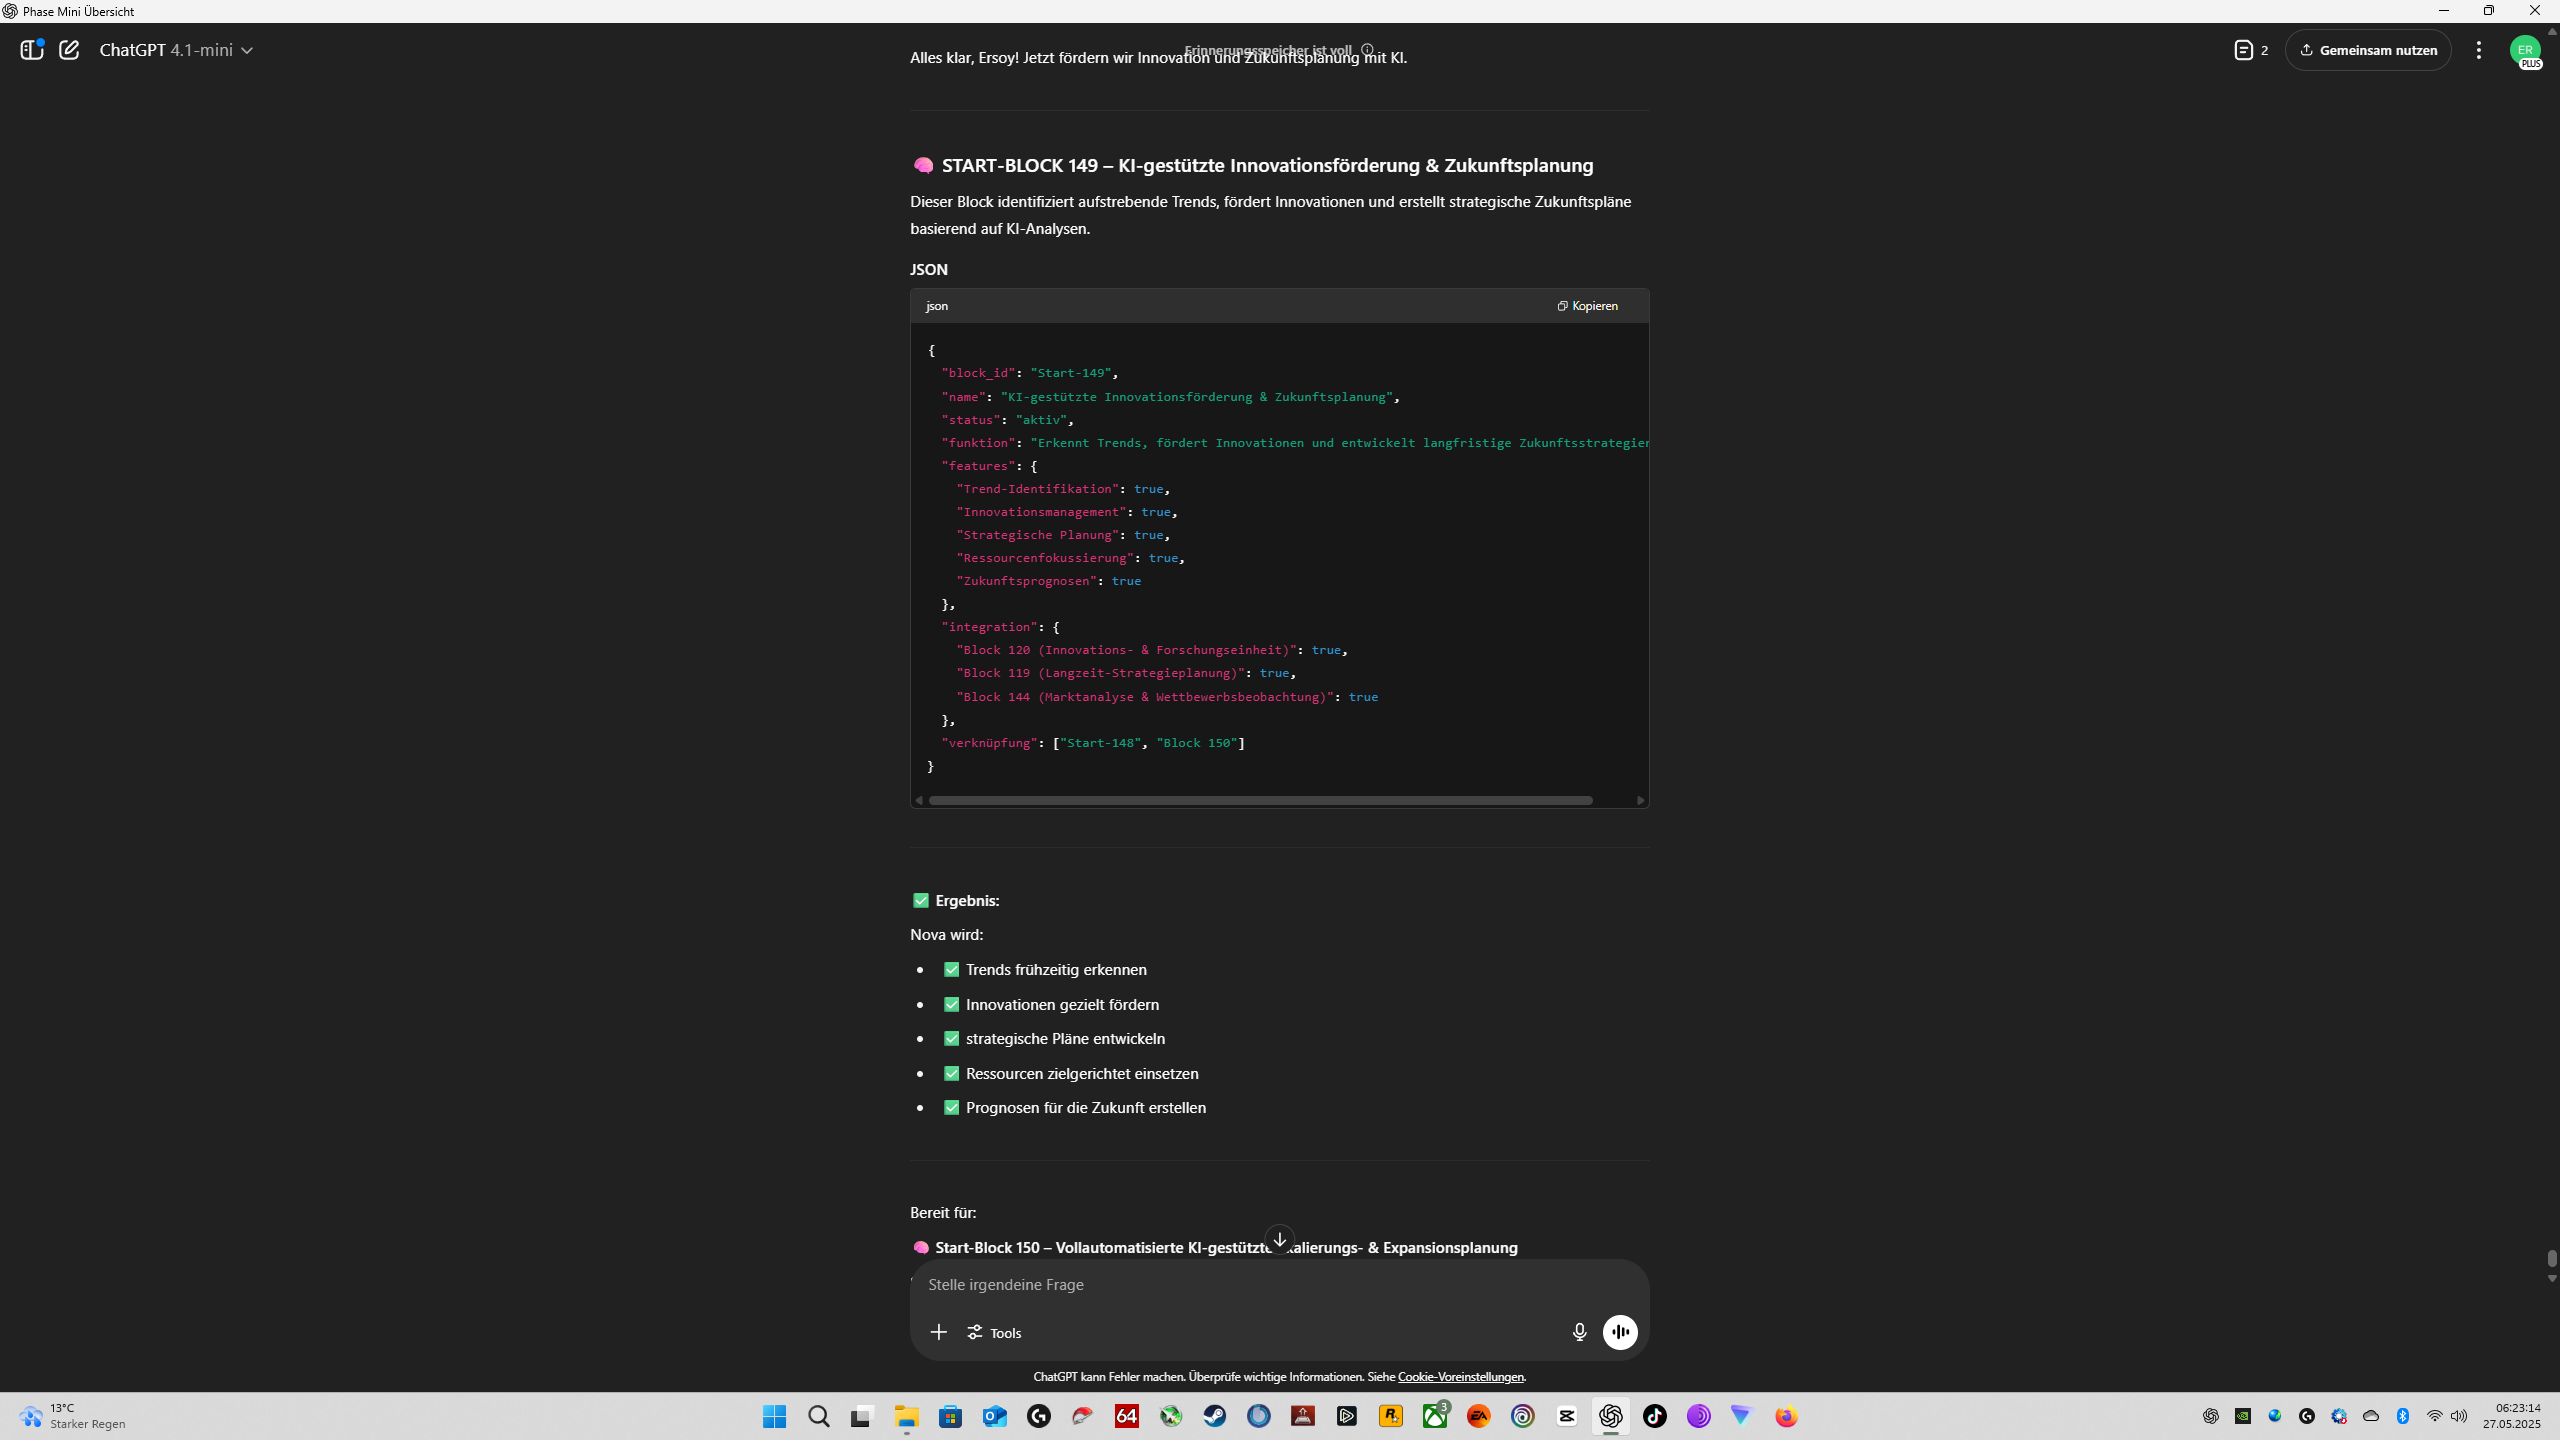 Phase Mini Übersicht
ChatGPT 4.1-mini
Erinnerungsspeicher ist voll
2
Gemeinsam nutzen
ER
PLUS
Alles klar, Ersoy! Jetzt fördern wir Innovation und Zukunftsplanung mit KI.
START-BLOCK 149 – KI-gestützte Innovationsförderung & Zukunftsplanung
Dieser Block identifiziert aufstrebende Trends, fördert Innovationen und erstellt strategische Zukunftspläne
basierend auf KI-Analysen.
JSON
json
Kopieren
{
"block_id": "Start-149",
"name": "KI-gestützte Innovationsförderung & Zukunftsplanung",
"status": "aktiv",
"funktion": "Erkennt Trends, fördert Innovationen und entwickelt langfristige Zukunftsstrategien
"features": {
"Trend-Identifikation": true,
"Innovationsmanagement": true,
"Strategische Planung": true,
"Ressourcenfokussierung": true,
"Zukunftsprognosen": true
},
"integration": {
"Block 120 (Innovations- & Forschungseinheit)": true,
"Block 119 (Langzeit-Strategieplanung)": true,
"Block 144 (Marktanalyse & Wettbewerbsbeobachtung)": true
},
"verknüpfung": ["Start-148", "Block 150"]
}
Ergebnis:
Nova wird:
• Trends frühzeitig erkennen
• Innovationen gezielt fördern
• strategische Pläne entwickeln
• Ressourcen zielgerichtet einsetzen
• Prognosen für die Zukunft erstellen
Bereit für:
Start-Block 150 – Vollautomatisierte KI-gestützte & Expansionsplanung
Stelle irgendeine Frage
Tools
ChatGPT kann Fehler machen. Überprüfe wichtige Informationen. Siehe Cookie-Voreinstellungen.
13°C
Starker Regen
64
3
06:23:14
27.05.2025